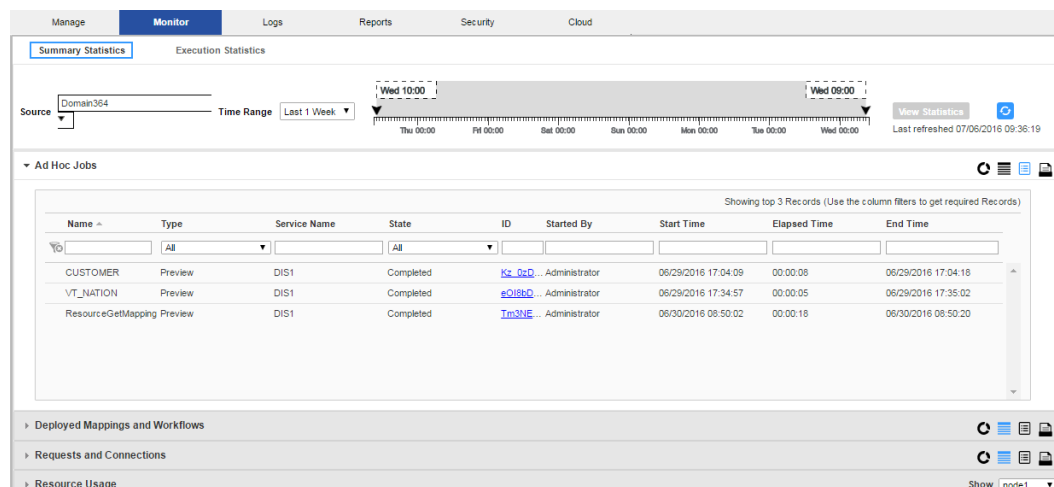 Manage Monitor Logs Reports Security Cloud
Summary Statistics Execution Statistics
Wed 10:00 Wed 09:00
Source Domain364 Time Range Last 1 Week View Statistics
Thu 00:00 Fri 00:00 Sat 00:00 Sun 00:00 Mon 00:00 Tue 00:00 Wed 00:00 Last refreshed 07/06/2016 09:36:19
Ad Hoc Jobs
Showing top 3 Records (Use the column filters to get required Records)
Name Type Service Name State ID Started By Start Time Elapsed Time End Time
All All
CUSTOMER Preview DIS1 Completed Kz_0zD... Administrator 06/29/2016 17:04:09 00:00:08 06/29/2016 17:04:18
VT_NATION Preview DIS1 Completed eOI8bD... Administrator 06/29/2016 17:34:57 00:00:05 06/29/2016 17:35:02
ResourceGetMapping Preview DIS1 Completed Tm3NE... Administrator 06/30/2016 08:50:02 00:00:18 06/30/2016 08:50:20
Deployed Mappings and Workflows
Requests and Connections
Resource Usage Show node1